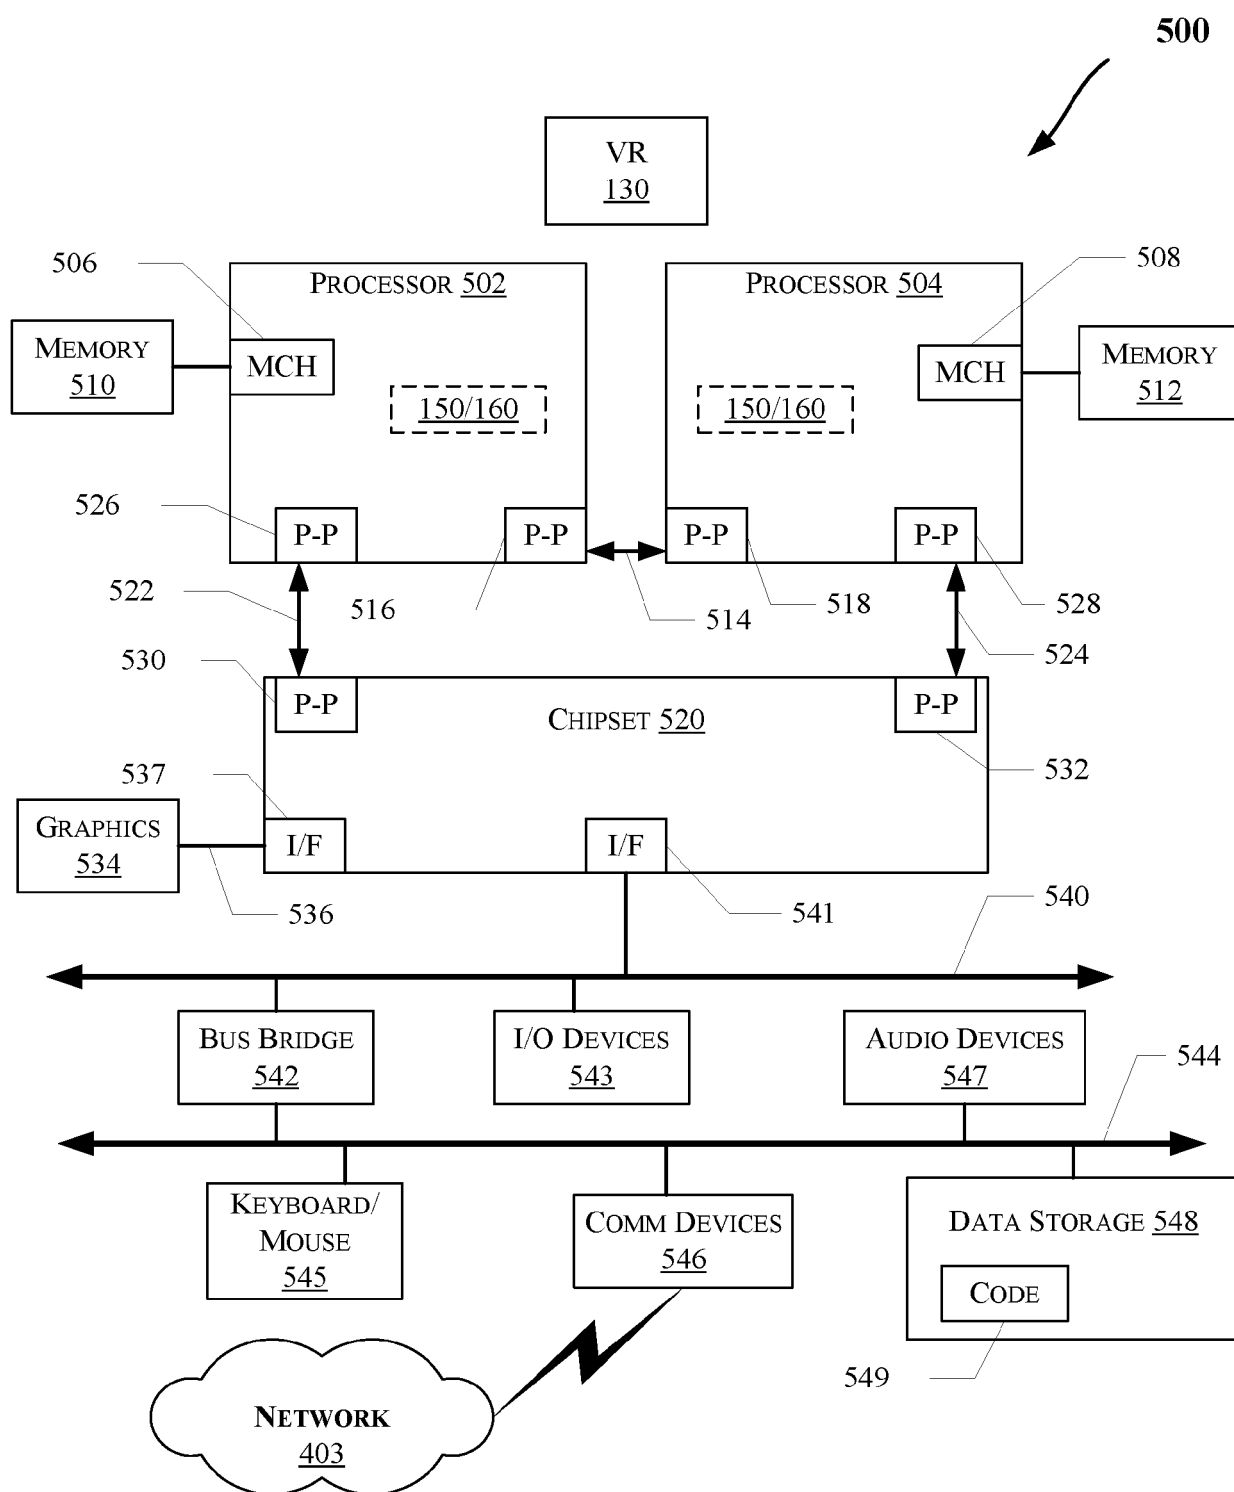 500
VR
130
506
PROCESSOR 502
PROCESSOR 504
508
MEMORY
510
MCH
MCH
MEMORY
512
150/160
150/160
526
P-P
P-P
P-P
P-P
522
516
514
518
528
524
530
P-P
CHIPSET 520
P-P
532
537
GRAPHICS
534
I/F
I/F
536
541
540
BUS BRIDGE
542
I/O DEVICES
543
AUDIO DEVICES
547
544
KEYBOARD/
MOUSE
545
COMM DEVICES
546
DATA STORAGE 548
CODE
549
NETWORK
403